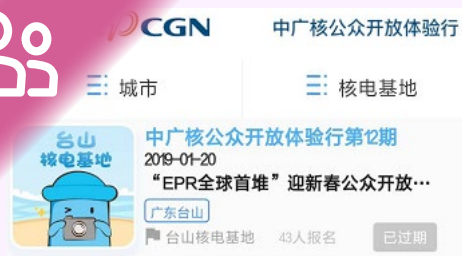 CGN 中广核公众开放体验行
城市 核电基地
台山
核电基地
中广核公众开放体验行第12期
2019-01-20
“EPR全球首堆”迎新春公众开放…
广东台山
台山核电基地 43人报名 已过期